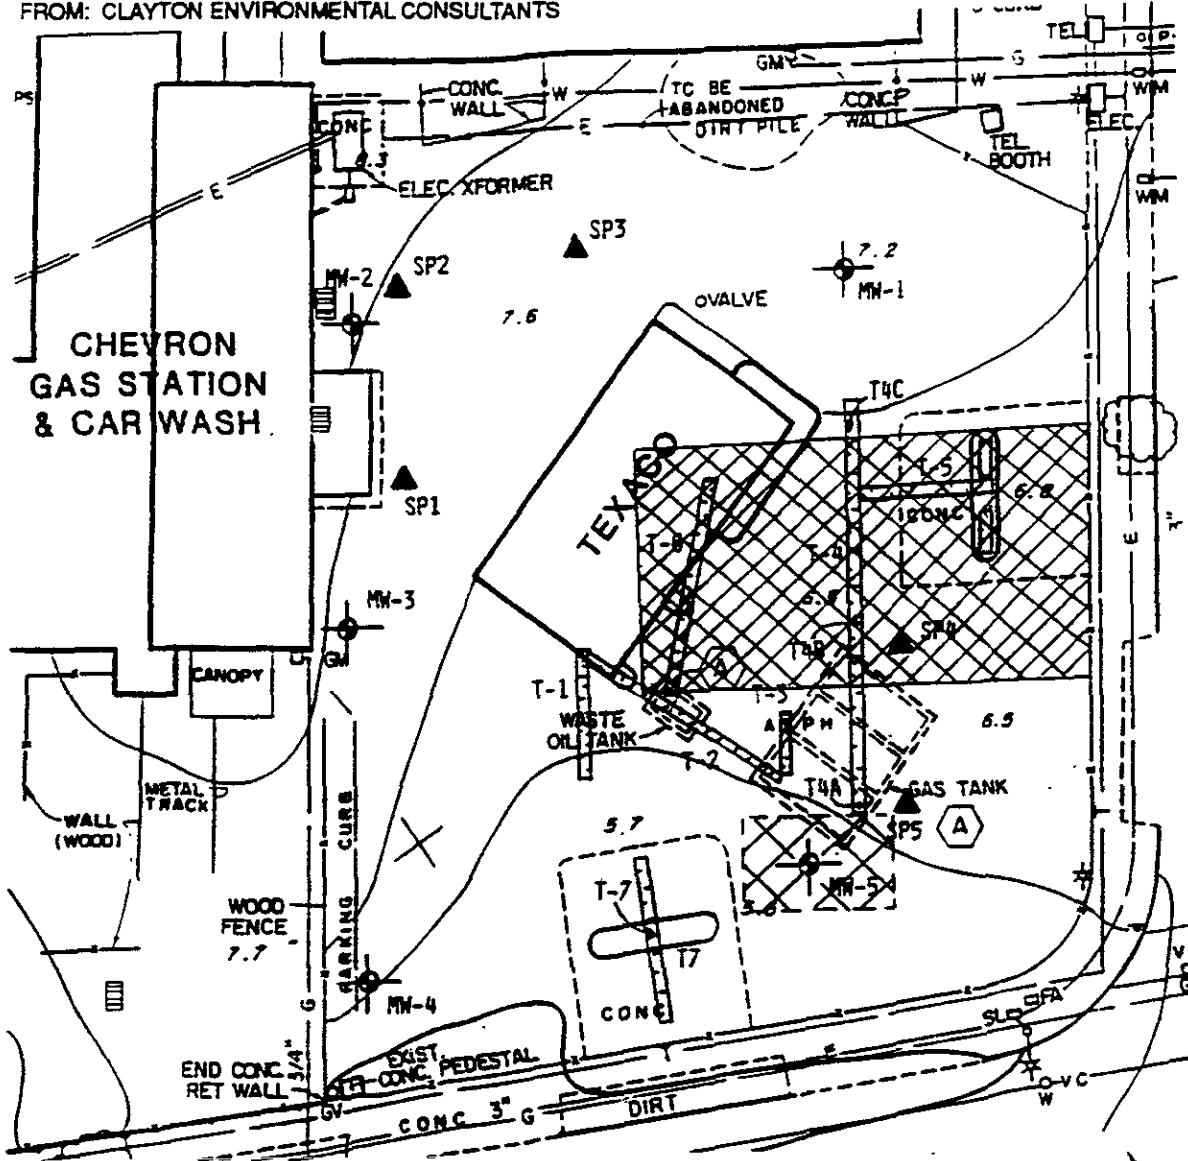 FROM: CLAYTON ENVIRONMENTAL CONSULTANTS
TEL
GM
G
W
CONC.
WALL
W
TO BE
ABANDONED
DIRT PILE
CONC
WALL
WM
ELEC
E
TEL
BOOTH
CONC
ELEC. XFORMER
E
WM
SP3
SP2
7.2
MW-1
MW-2
OVALVE
7.6
CHEVRON
GAS STATION
& CAR WASH
T4C
T-5
6.8
CONC
SP1
TEXACO
T-6
T-4
E
MW-3
SP4
T4B
A
GM
CANOPY
T-1
T-3
WASTE
OIL TANK
A
PH
6.5
T-2
T4A
GAS TANK
SP5
A
METAL
TRACK
WALL
(WOOD)
PARKING CURB
5.7
T-7
MW-5
WOOD
FENCE
7.7
T7
MW-4
G
CONC
FA
SL
EXIST.
CONC. PEDESTAL
END CONC.
RET WALL
3/4"
GV
VC
W
DIRT
CONC 3" G